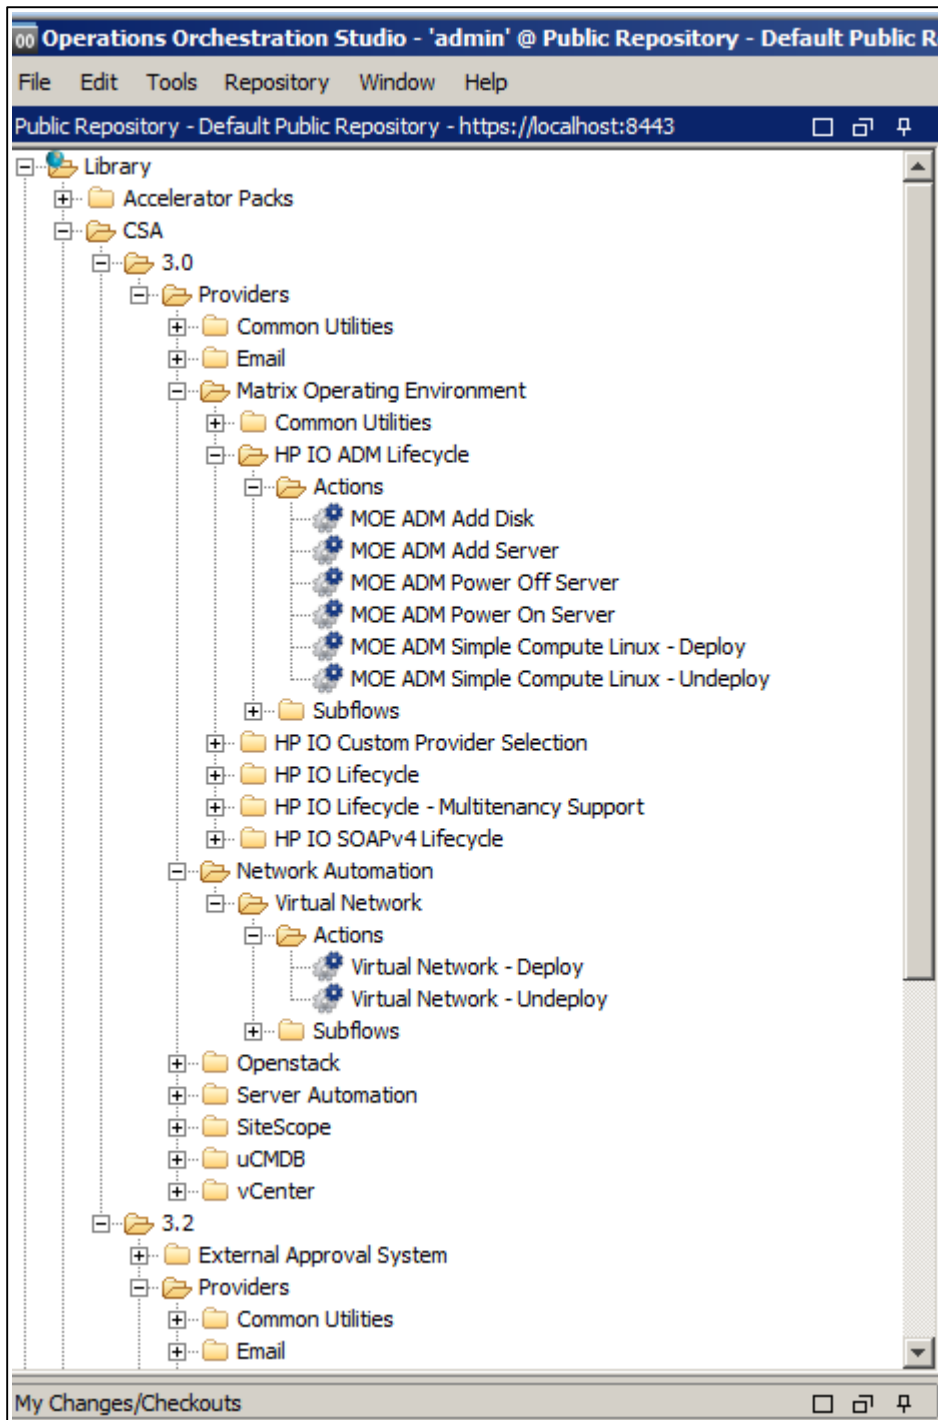 Operations Orchestration Studio - 'admin' @ Public Repository - Default Public R
File Edit Tools Repository Window Help
Public Repository - Default Public Repository - https://localhost:8443
Library
Accelerator Packs
CSA
3.0
Providers
Common Utilities
Email
Matrix Operating Environment
Common Utilities
HP IO ADM Lifecycle
Actions
MOE ADM Add Disk
MOE ADM Add Server
MOE ADM Power Off Server
MOE ADM Power On Server
MOE ADM Simple Compute Linux - Deploy
MOE ADM Simple Compute Linux - Undeploy
Subflows
HP IO Custom Provider Selection
HP IO Lifecycle
HP IO Lifecycle - Multitenancy Support
HP IO SOAPv4 Lifecycle
Network Automation
Virtual Network
Actions
Virtual Network - Deploy
Virtual Network - Undeploy
Subflows
Openstack
Server Automation
SiteScope
uCMDB
vCenter
3.2
External Approval System
Providers
Common Utilities
Email
My Changes/Checkouts